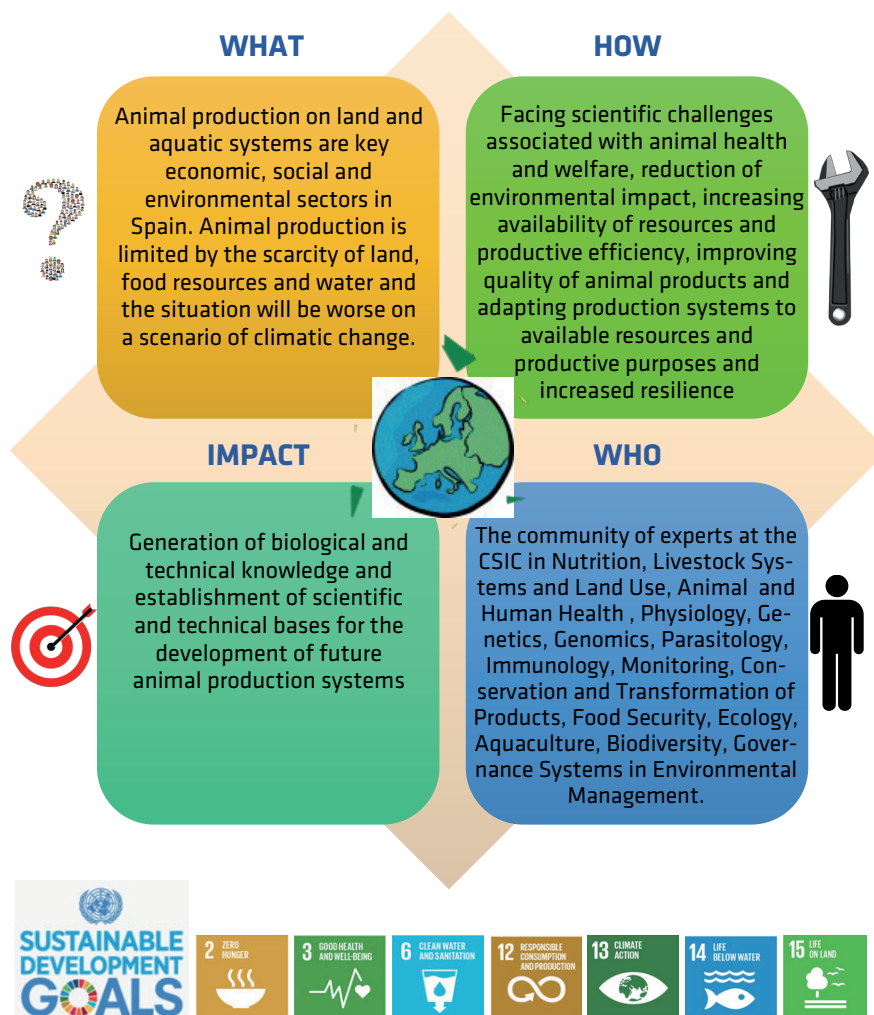 WHAT
Animal production on land and
aquatic systems are key
economic, social and
environmental sectors in
Spain. Animal production is
limited by the scarcity of land,
food resources and water and
the situation will be worse on
a scenario of climatic change.
HOW
Facing scientific challenges
associated with animal health
and welfare, reduction of
environmental impact, increasing
availability of resources and
productive efficiency, improving
quality of animal products and
adapting production systems to
available resources and
productive purposes and
increased resilience
IMPACT
Generation of biological and
technical knowledge and
establishment of scientific
and technical bases for the
development of future
animal production systems
WHO
The community of experts at the
CSIC in Nutrition, Livestock Sys-
tems and Land Use, Animal and
Human Health , Physiology, Ge-
netics, Genomics, Parasitology,
Immunology, Monitoring, Con-
servation and Transformation of
Products, Food Security, Ecology,
Aquaculture, Biodiversity, Gover-
nance Systems in Environmental
Management.
SUSTAINABLE
DEVELOPMENT
GOALS
2 ZERO
HUNGER
3 GOOD HEALTH
AND WELL-BEING
6 CLEAN WATER
AND SANITATION
12 RESPONSIBLE
CONSUMPTION
AND PRODUCTION
13 CLIMATE
ACTION
14 LIFE
BELOW WATER
15 LIFE
ON LAND